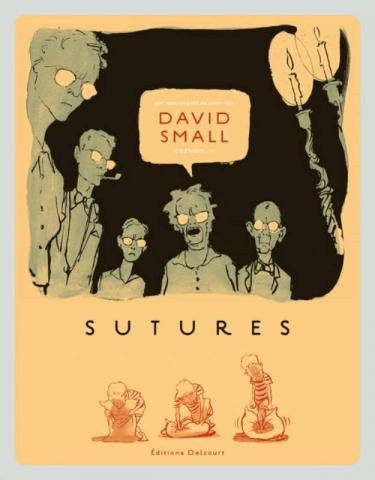 DAVID
SMALL
SUTURES
Éditions Delcourt